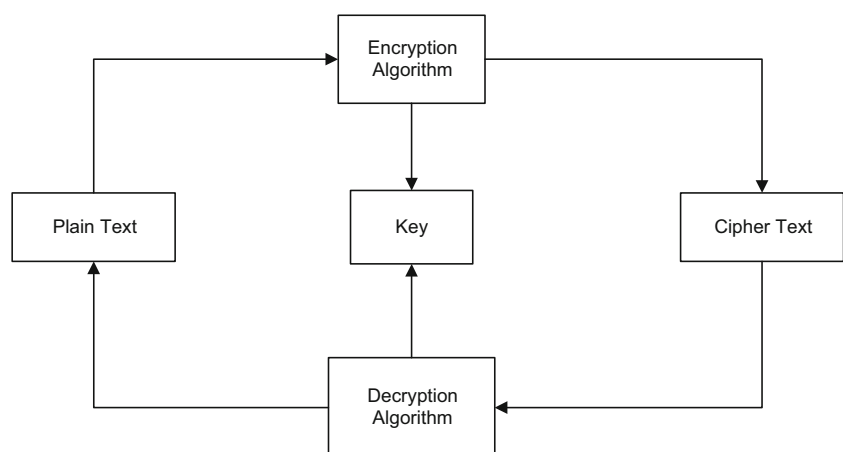 Encryption
Algorithm
Plain Text
Key
Cipher Text
Decryption
Algorithm